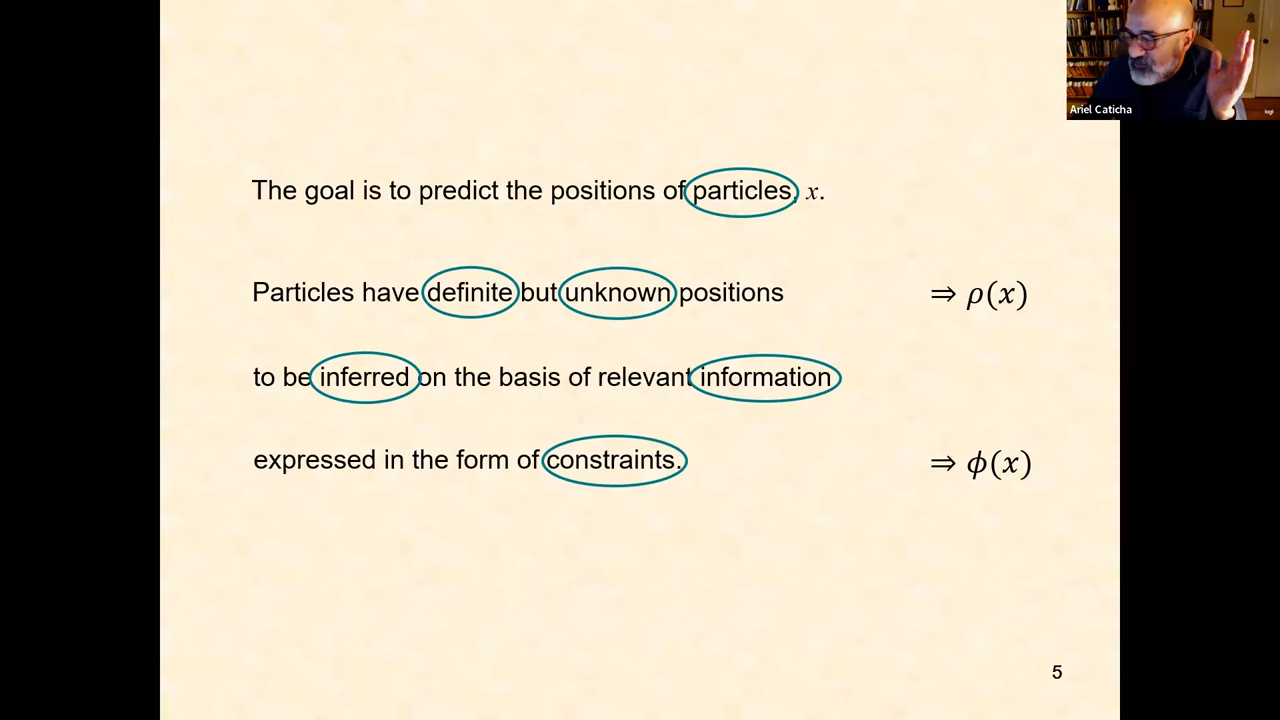 Ariel Caticha
logi
The goal is to predict the positions of particles, x.
Particles have definite but unknown positions ⇒ ρ(x)
to be inferred on the basis of relevant information
expressed in the form of constraints. ⇒ ϕ(x)
5